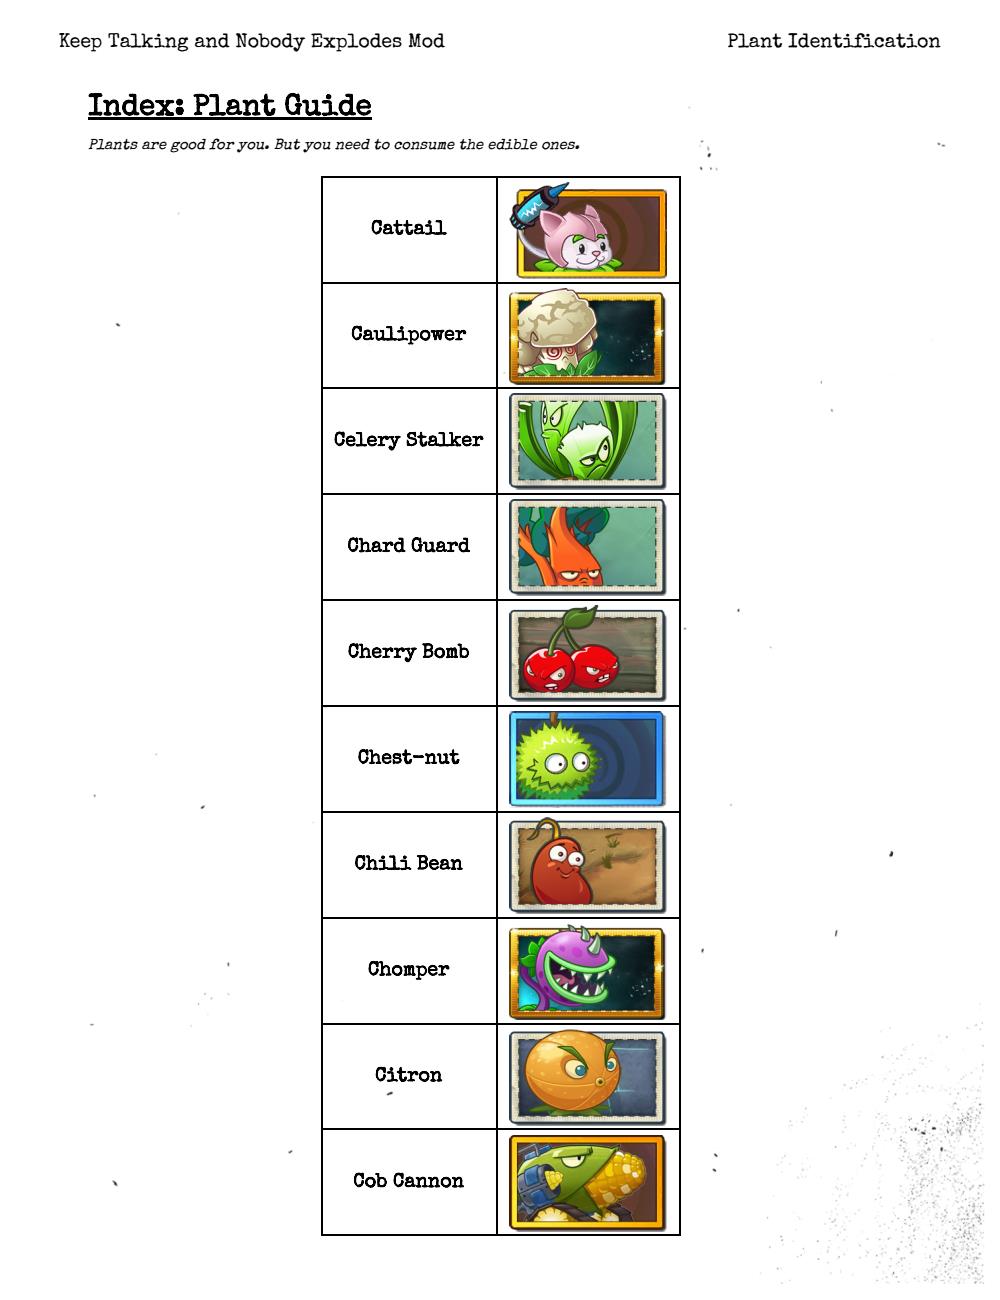 Keep Talking and Nobody Explodes Mod
Plant Identification
Index: Plant Guide
Plants are good for you. But you need to consume the edible ones.
Cattail
Caulipower
Celery Stalker
Chard Guard
Cherry Bomb
Chest-nut
Chili Bean
Chomper
Citron
Cob Cannon